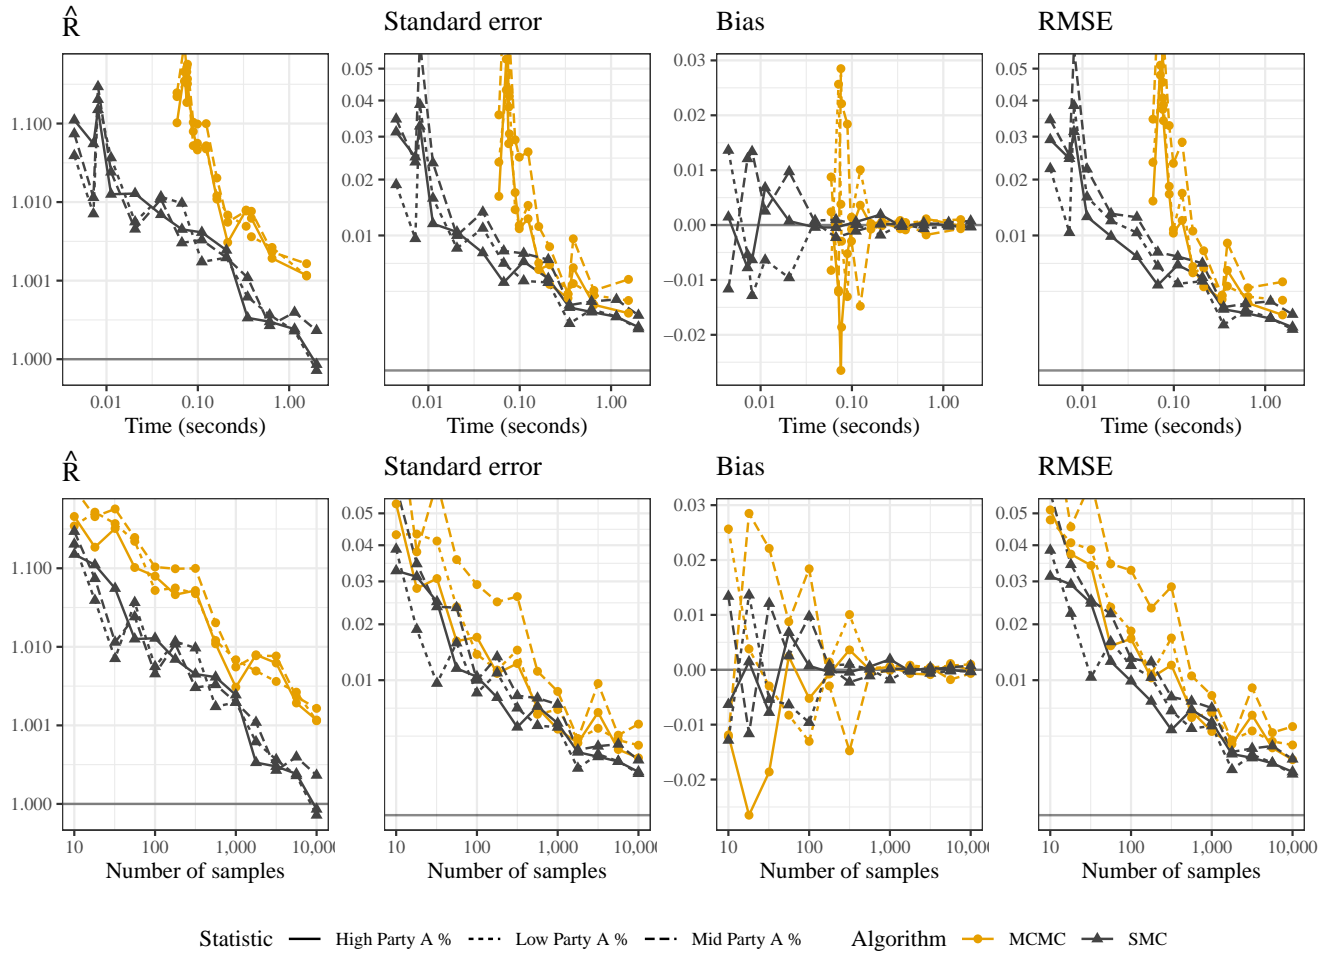 R̂ Standard error Bias RMSE
1.100
1.010
1.001
1.000
0.01 0.10 1.00
Time (seconds)
0.05
0.04
0.03
0.02
0.01
0.01 0.10 1.00
Time (seconds)
0.03
0.02
0.01
0.00
−0.01
−0.02
0.01 0.10 1.00
Time (seconds)
0.05
0.04
0.03
0.02
0.01
0.01 0.10 1.00
Time (seconds)
R̂ Standard error Bias RMSE
1.100
1.010
1.001
1.000
10 100 1,000 10,00
Number of samples
0.05
0.04
0.03
0.02
0.01
10 100 1,000 10,00
Number of samples
0.03
0.02
0.01
0.00
−0.01
−0.02
10 100 1,000 10,00
Number of samples
0.05
0.04
0.03
0.02
0.01
10 100 1,000 10,000
Number of samples
Statistic High Party A % Low Party A % Mid Party A % Algorithm MCMC SMC